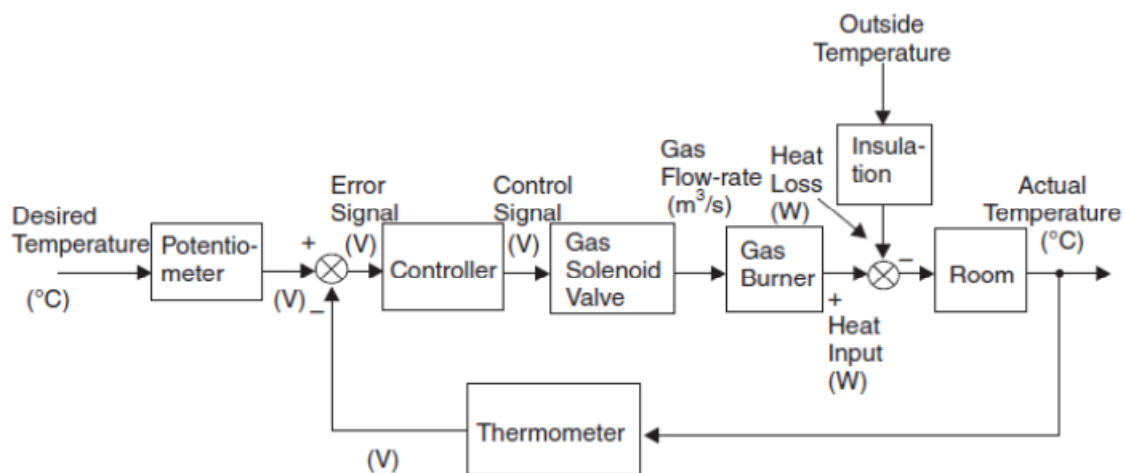 Outside
Temperature
Insula-
tion
Gas
Flow-rate
(m³/s)
Heat
Loss
(W)
Error
Signal
(V)
Control
Signal
(V)
Actual
Temperature
(°C)
Desired
Temperature
(°C)
Potentio-
meter
(V)
+
−
Controller
Gas
Solenoid
Valve
Gas
Burner
+
−
Heat
Input
(W)
Room
Thermometer
(V)